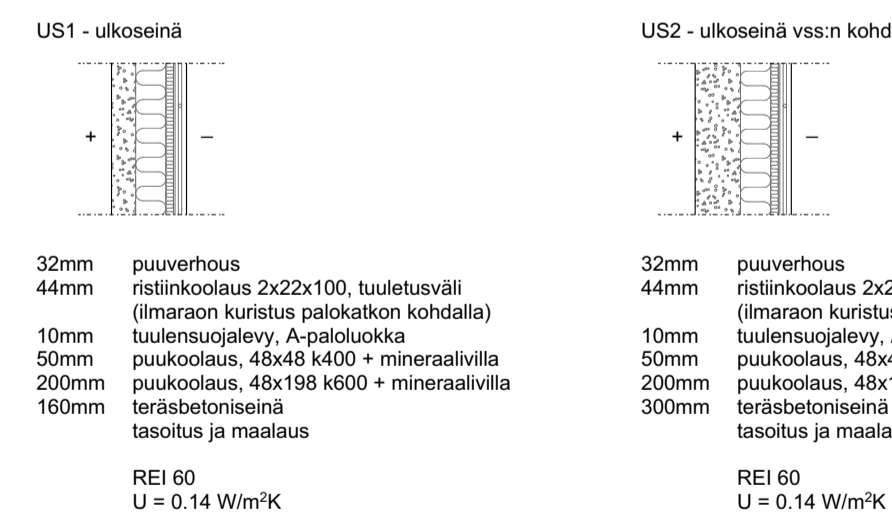 US1 - ulkoseinä
+ –
32mm puuverhous
44mm ristiinkoolaus 2x22x100, tuuletusväli
(ilmaraon kuristus palokatkon kohdalla)
10mm tuulensuojalevy, A-paloluokka
50mm puukoolaus, 48x48 k400 + mineraalivilla
200mm puukoolaus, 48x198 k600 + mineraalivilla
160mm teräsbetoniseinä
tasoitus ja maalaus
REI 60
U = 0.14 W/m²K
US2 - ulkoseinä vss:n kohd
+ –
32mm puuverhous
44mm ristiinkoolaus 2x2
(ilmaraon kuristus
10mm tuulensuojalevy,
50mm puukoolaus, 48x4
200mm puukoolaus, 48x1
300mm teräsbetoniseinä
tasoitus ja maala
REI 60
U = 0.14 W/m²K